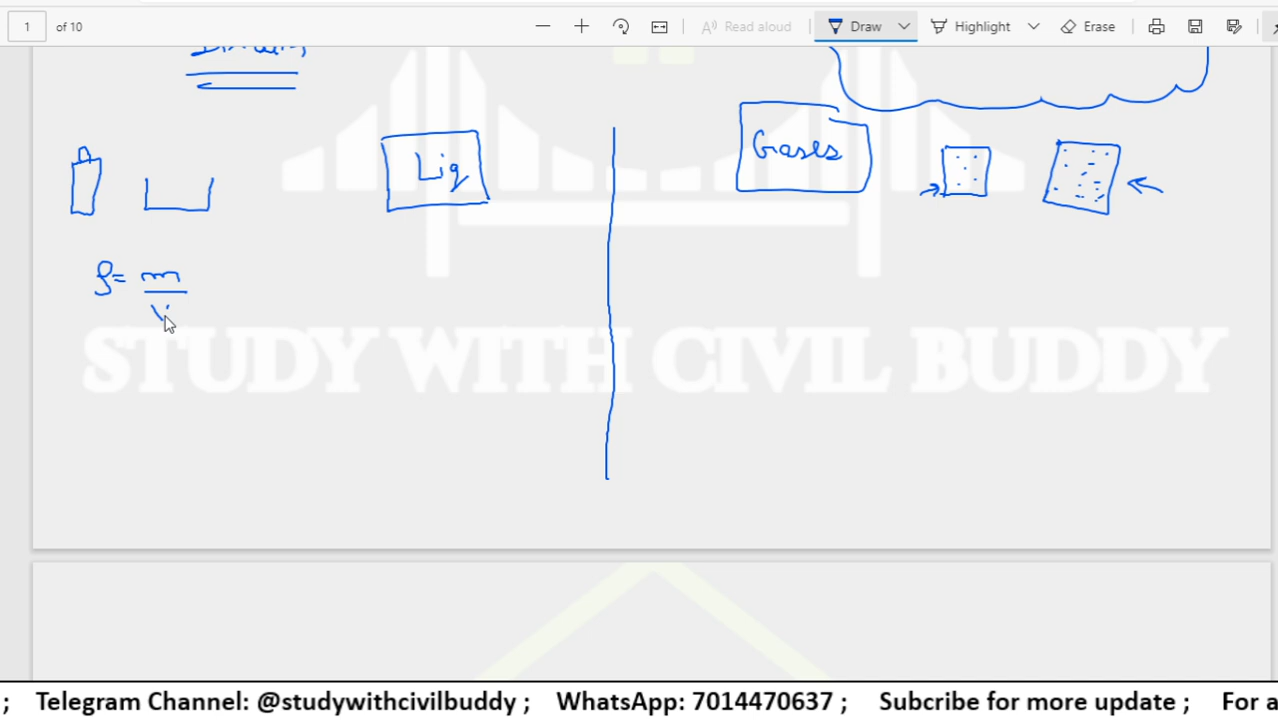 1 of 10 Read aloud Draw Highlight Erase
Liq
Gases
ρ= m
V
STUDY WITH CIVIL BUDDY
; Telegram Channel: @studywithcivilbuddy ; WhatsApp: 7014470637 ; Subcribe for more update ; For a